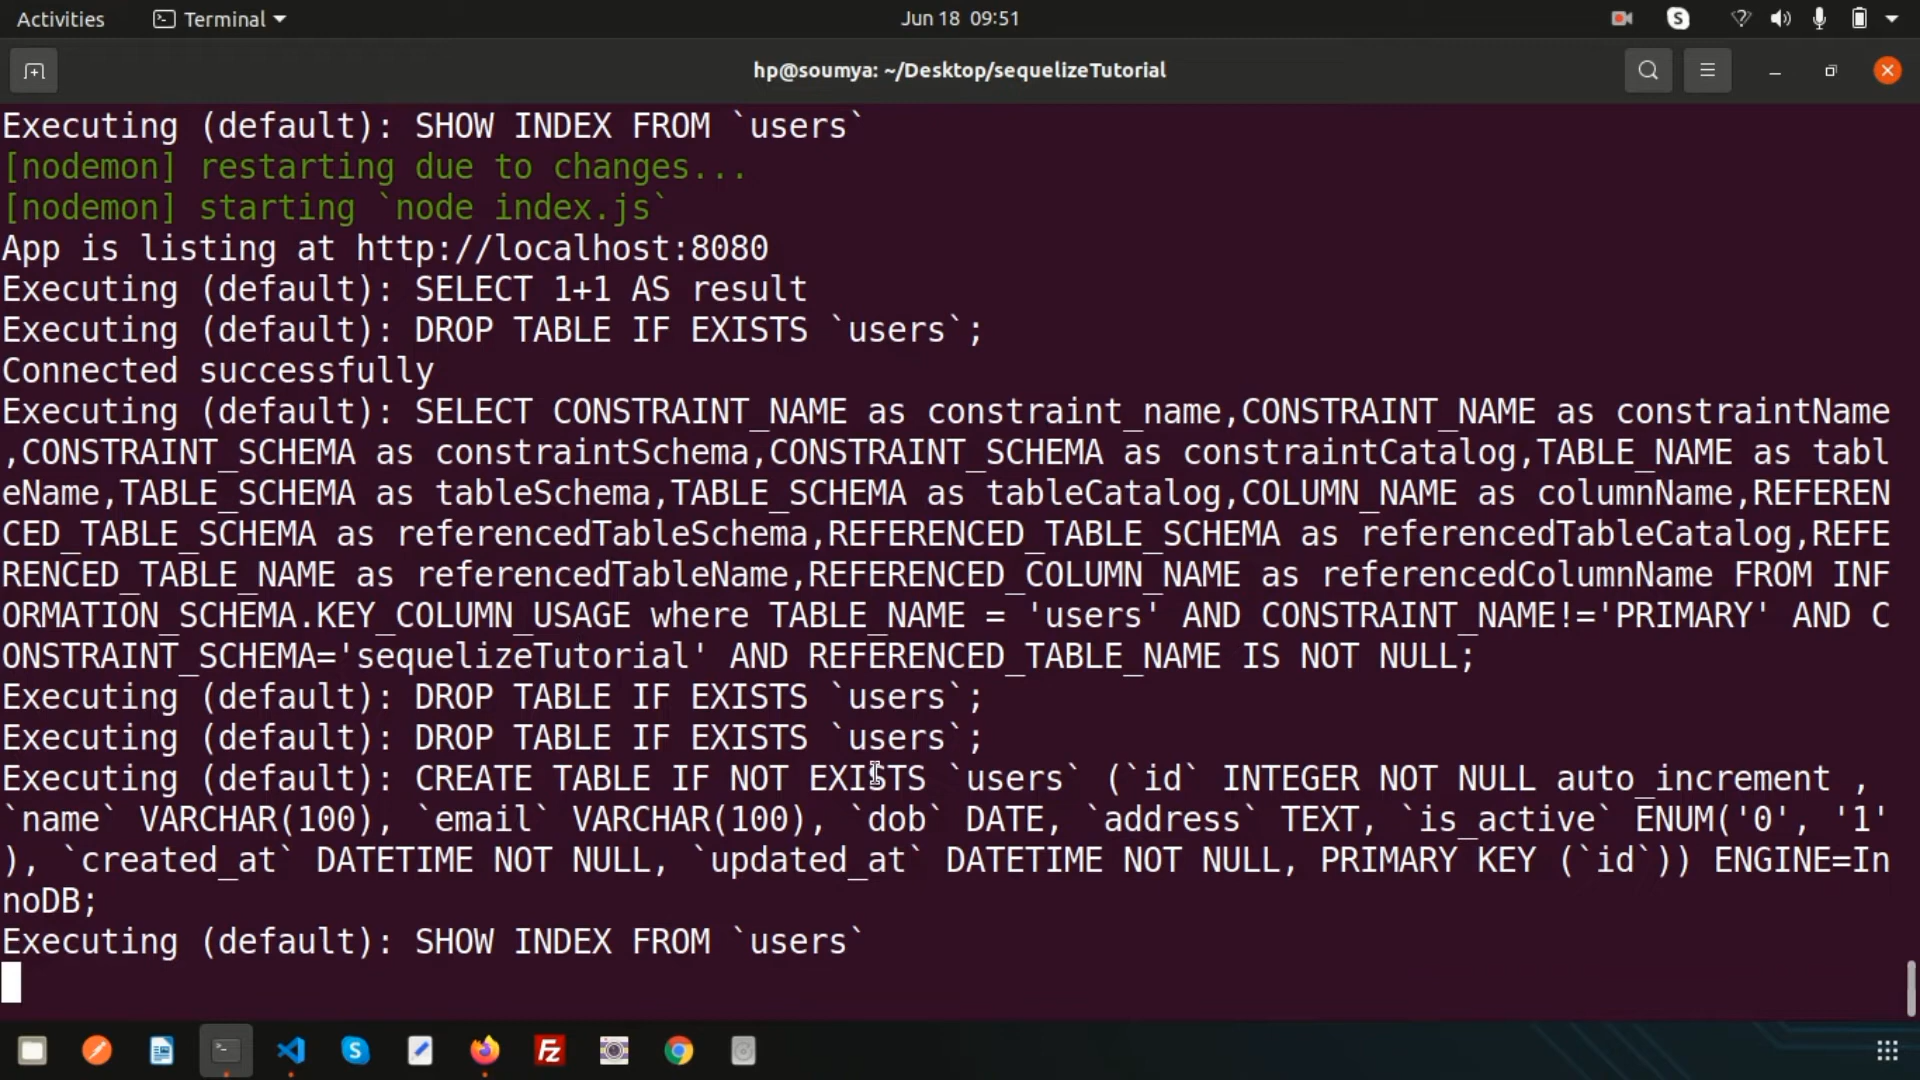 Activities
Terminal
Jun 18 09:51
hp@soumya: ~/Desktop/sequelizeTutorial
Executing (default): SHOW INDEX FROM `users`
[nodemon] restarting due to changes...
[nodemon] starting `node index.js`
App is listing at http://localhost:8080
Executing (default): SELECT 1+1 AS result
Executing (default): DROP TABLE IF EXISTS `users`;
Connected successfully
Executing (default): SELECT CONSTRAINT_NAME as constraint_name,CONSTRAINT_NAME as constraintName
,CONSTRAINT_SCHEMA as constraintSchema,CONSTRAINT_SCHEMA as constraintCatalog,TABLE_NAME as tabl
eName,TABLE_SCHEMA as tableSchema,TABLE_SCHEMA as tableCatalog,COLUMN_NAME as columnName,REFEREN
CED_TABLE_SCHEMA as referencedTableSchema,REFERENCED_TABLE_SCHEMA as referencedTableCatalog,REFE
RENCED_TABLE_NAME as referencedTableName,REFERENCED_COLUMN_NAME as referencedColumnName FROM INF
ORMATION_SCHEMA.KEY_COLUMN_USAGE where TABLE_NAME = 'users' AND CONSTRAINT_NAME!='PRIMARY' AND C
ONSTRAINT_SCHEMA='sequelizeTutorial' AND REFERENCED_TABLE_NAME IS NOT NULL;
Executing (default): DROP TABLE IF EXISTS `users`;
Executing (default): DROP TABLE IF EXISTS `users`;
Executing (default): CREATE TABLE IF NOT EXISTS `users` (`id` INTEGER NOT NULL auto_increment ,
`name` VARCHAR(100), `email` VARCHAR(100), `dob` DATE, `address` TEXT, `is_active` ENUM('0', '1'
), `created_at` DATETIME NOT NULL, `updated_at` DATETIME NOT NULL, PRIMARY KEY (`id`)) ENGINE=In
noDB;
Executing (default): SHOW INDEX FROM `users`